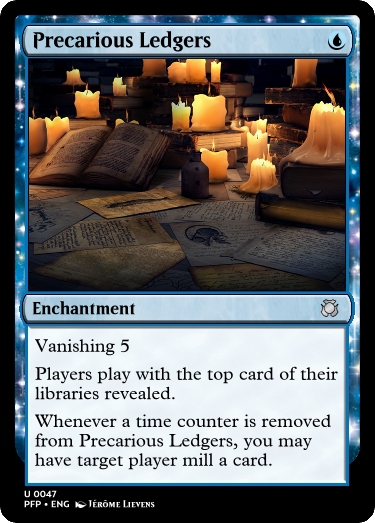 Precarious Ledgers
Enchantment
Vanishing 5
Players play with the top card of their
libraries revealed.
Whenever a time counter is removed
from Precarious Ledgers, you may
have target player mill a card.
U 0047
PFP • ENG Jérôme Lievens